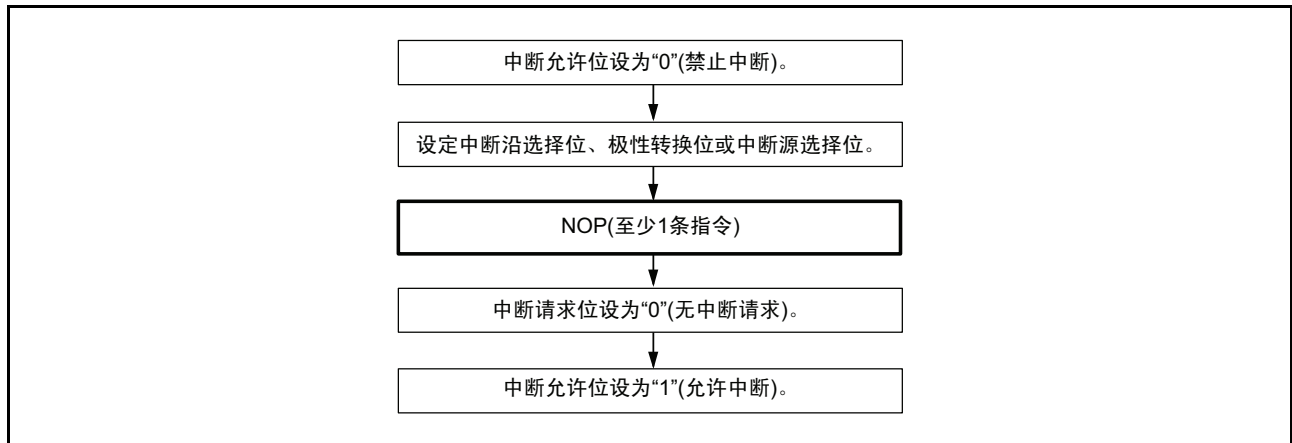 中断允许位设为“0”(禁止中断)。
设定中断沿选择位、极性转换位或中断源选择位。
NOP(至少1条指令)
中断请求位设为“0”(无中断请求)。
中断允许位设为“1”(允许中断)。